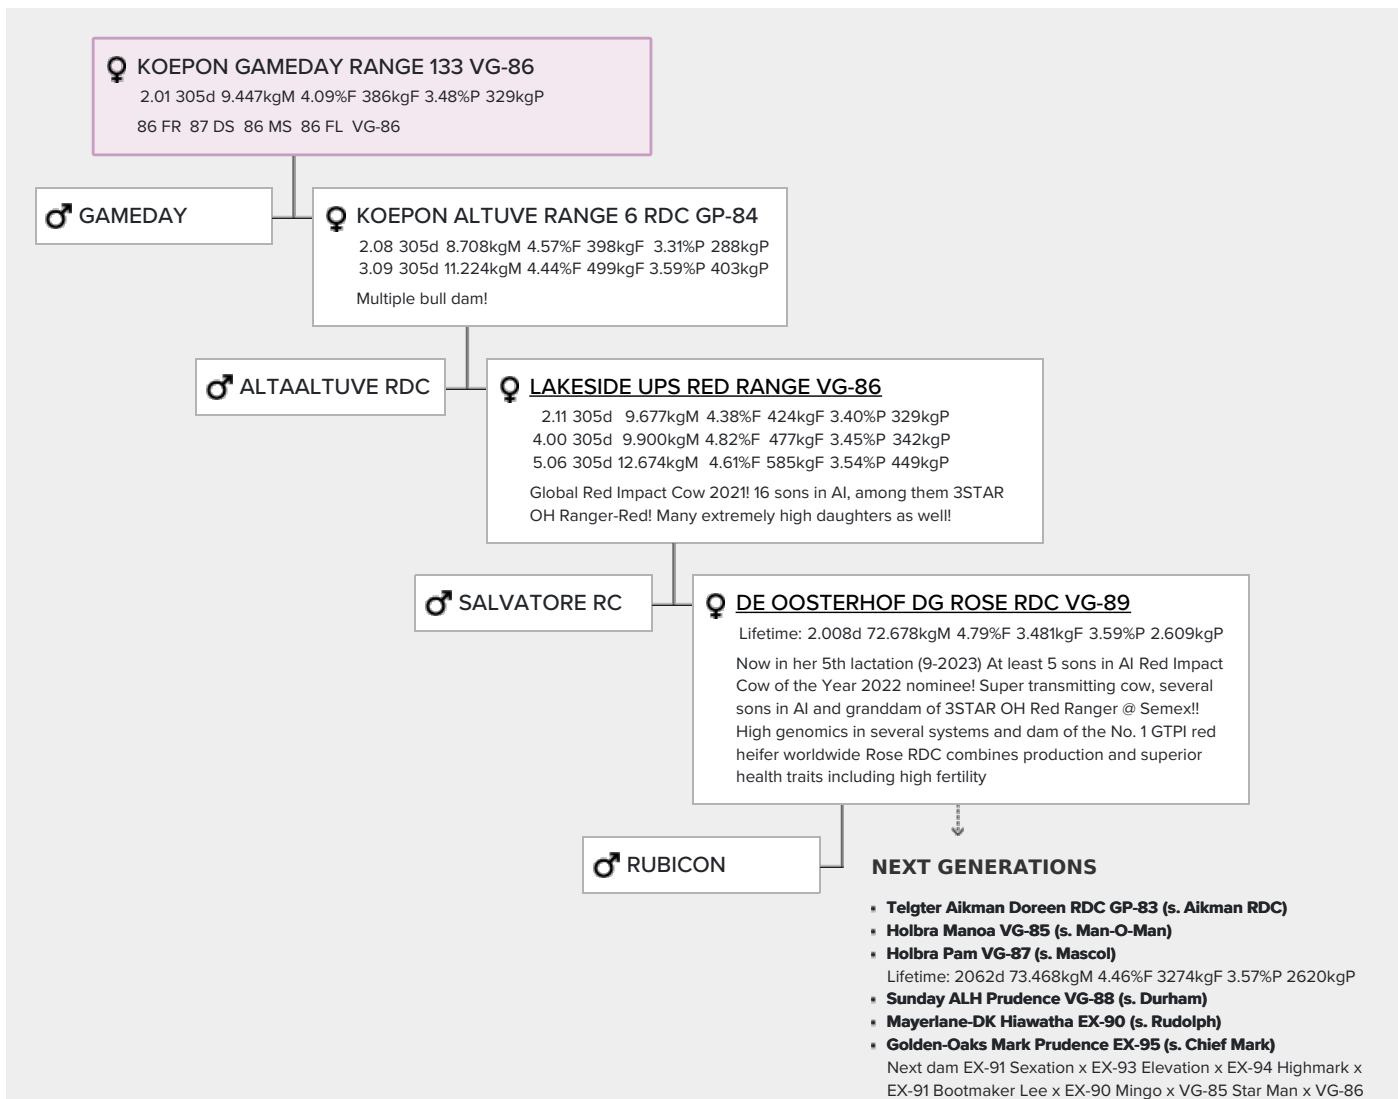 KOEPON GAMEDAY RANGE 133 VG-86
2.01 305d 9.447kgM 4.09%F 386kgF 3.48%P 329kgP
86 FR 87 DS 86 MS 86 FL VG-86
GAMEDAY
KOEPON ALTUVE RANGE 6 RDC GP-84
2.08 305d 8.708kgM 4.57%F 398kgF 3.31%P 288kgP
3.09 305d 11.224kgM 4.44%F 499kgF 3.59%P 403kgP
Multiple bull dam!
ALTAALTUVE RDC
LAKESIDE UPS RED RANGE VG-86
2.11 305d 9.677kgM 4.38%F 424kgF 3.40%P 329kgP
4.00 305d 9.900kgM 4.82%F 477kgF 3.45%P 342kgP
5.06 305d 12.674kgM 4.61%F 585kgF 3.54%P 449kgP
Global Red Impact Cow 2021! 16 sons in AI, among them 3STAR
OH Ranger-Red! Many extremely high daughters as well!
SALVATORE RC
DE OOSTERHOF DG ROSE RDC VG-89
Lifetime: 2.008d 72.678kgM 4.79%F 3.481kgF 3.59%P 2.609kgP
Now in her 5th lactation (9-2023) At least 5 sons in AI Red Impact
Cow of the Year 2022 nominee! Super transmitting cow, several
sons in AI and granddam of 3STAR OH Red Ranger @ Semex!!
High genomics in several systems and dam of the No. 1 GTPI red
heifer worldwide Rose RDC combines production and superior
health traits including high fertility
RUBICON
NEXT GENERATIONS
Telgter Aikman Doreen RDC GP-83 (s. Aikman RDC)
Holbra Manoa VG-85 (s. Man-O-Man)
Holbra Pam VG-87 (s. Mascol)
Lifetime: 2062d 73.468kgM 4.46%F 3274kgF 3.57%P 2620kgP
Sunday ALH Prudence VG-88 (s. Durham)
Mayerlane-DK Hiawatha EX-90 (s. Rudolph)
Golden-Oaks Mark Prudence EX-95 (s. Chief Mark)
Next dam EX-91 Sexation x EX-93 Elevation x EX-94 Highmark x
EX-91 Bootmaker Lee x EX-90 Mingo x VG-85 Star Man x VG-86